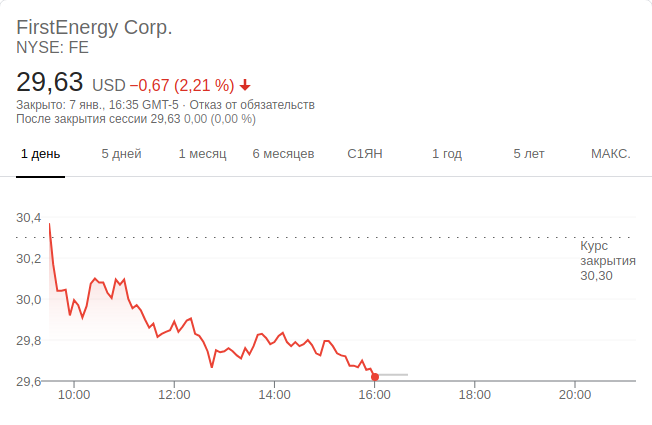 FirstEnergy Corp.
NYSE: FE
29,63 USD −0,67 (2,21 %)
Закрыто: 7 янв., 16:35 GMT-5 · Отказ от обязательств
После закрытия сессии 29,63 0,00 (0,00 %)
1 день 5 дней 1 месяц 6 месяцев С1ЯН 1 год 5 лет МАКС.
30,4
Курс
закрытия
30,30
30,2
30,0
29,8
29,6
10:00 12:00 14:00 16:00 18:00 20:00